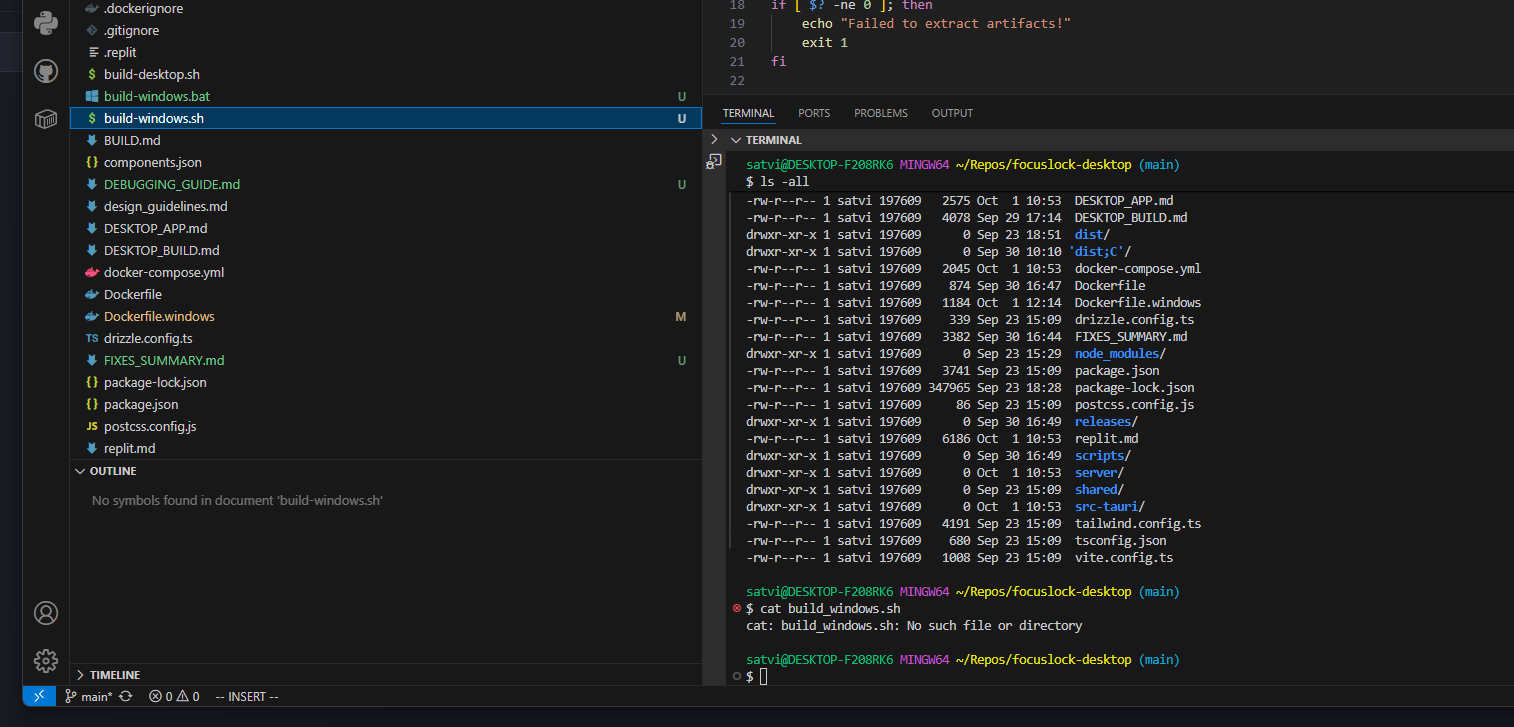 .dockerignore
.gitignore
.replit
$ build-desktop.sh
build-windows.bat U
$ build-windows.sh U
BUILD.md
{} components.json
DEBUGGING_GUIDE.md U
design_guidelines.md
DESKTOP_APP.md
DESKTOP_BUILD.md
docker-compose.yml
Dockerfile
Dockerfile.windows M
TS drizzle.config.ts
FIXES_SUMMARY.md U
{} package-lock.json
{} package.json
JS postcss.config.js
replit.md
OUTLINE
No symbols found in document 'build-windows.sh'
TIMELINE
18 if [ $? -ne 0 ]; then
19 echo "Failed to extract artifacts!"
20 exit 1
21 fi
22
TERMINAL PORTS PROBLEMS OUTPUT
TERMINAL
satvi@DESKTOP-F208RK6 MINGW64 ~/Repos/focuslock-desktop (main)
$ ls -all
-rw-r--r-- 1 satvi 197609 2575 Oct 1 10:53 DESKTOP_APP.md
-rw-r--r-- 1 satvi 197609 4078 Sep 29 17:14 DESKTOP_BUILD.md
drwxr-xr-x 1 satvi 197609 0 Sep 23 18:51 dist/
drwxr-xr-x 1 satvi 197609 0 Sep 30 10:10 'dist;C'/
-rw-r--r-- 1 satvi 197609 2045 Oct 1 10:53 docker-compose.yml
-rw-r--r-- 1 satvi 197609 874 Sep 30 16:47 Dockerfile
-rw-r--r-- 1 satvi 197609 1184 Oct 1 12:14 Dockerfile.windows
-rw-r--r-- 1 satvi 197609 339 Sep 23 15:09 drizzle.config.ts
-rw-r--r-- 1 satvi 197609 3382 Sep 30 16:44 FIXES_SUMMARY.md
drwxr-xr-x 1 satvi 197609 0 Sep 23 15:29 node_modules/
-rw-r--r-- 1 satvi 197609 3741 Sep 23 15:09 package.json
-rw-r--r-- 1 satvi 197609 347965 Sep 23 18:28 package-lock.json
-rw-r--r-- 1 satvi 197609 86 Sep 23 15:09 postcss.config.js
drwxr-xr-x 1 satvi 197609 0 Sep 30 16:49 releases/
-rw-r--r-- 1 satvi 197609 6186 Oct 1 10:53 replit.md
drwxr-xr-x 1 satvi 197609 0 Sep 30 16:49 scripts/
drwxr-xr-x 1 satvi 197609 0 Oct 1 10:53 server/
drwxr-xr-x 1 satvi 197609 0 Sep 23 15:09 shared/
drwxr-xr-x 1 satvi 197609 0 Oct 1 10:53 src-tauri/
-rw-r--r-- 1 satvi 197609 4191 Sep 23 15:09 tailwind.config.ts
-rw-r--r-- 1 satvi 197609 680 Sep 23 15:09 tsconfig.json
-rw-r--r-- 1 satvi 197609 1008 Sep 23 15:09 vite.config.ts
satvi@DESKTOP-F208RK6 MINGW64 ~/Repos/focuslock-desktop (main)
$ cat build_windows.sh
cat: build_windows.sh: No such file or directory
satvi@DESKTOP-F208RK6 MINGW64 ~/Repos/focuslock-desktop (main)
$
main* 0 0 -- INSERT --